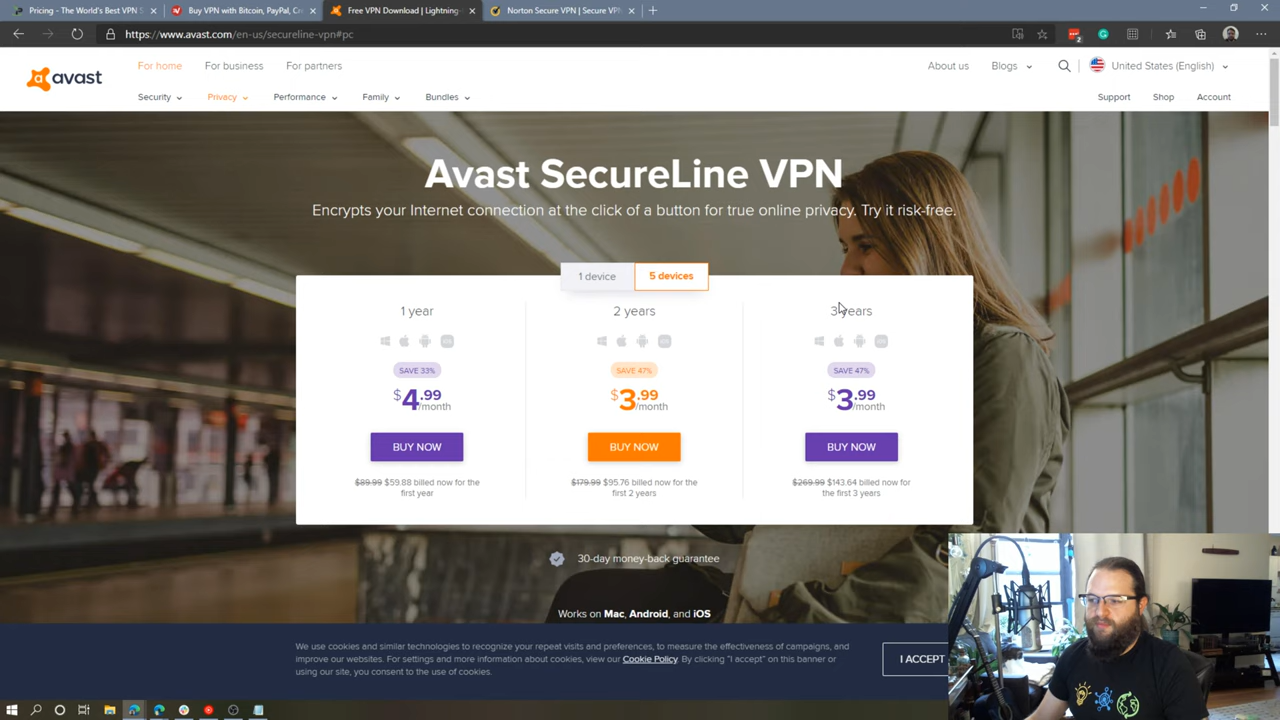 Pricing - The World's Best VPN S
Buy VPN with Bitcoin, PayPal, Cr
Free VPN Download | Lightning-
Norton Secure VPN | Secure VPN
https://www.avast.com/en-us/secureline-vpn#pc
avast
For home
For business
For partners
About us
Blogs
United States (English)
Security
Privacy
Performance
Family
Bundles
Support
Shop
Account
Avast SecureLine VPN
Encrypts your Internet connection at the click of a button for true online privacy. Try it risk-free.
1 device
5 devices
1 year
SAVE 33%
$4.99
/month
BUY NOW
$89.99 $59.88 billed now for the
first year
2 years
SAVE 47%
$3.99
/month
BUY NOW
$179.99 $95.76 billed now for the
first 2 years
3 years
SAVE 47%
$3.99
/month
BUY NOW
$269.99 $143.64 billed now for
the first 3 years
30-day money-back guarantee
Works on Mac, Android, and iOS
We use cookies and similar technologies to recognize your repeat visits and preferences, to measure the effectiveness of campaigns, and
improve our websites. For settings and more information about cookies, view our Cookie Policy. By clicking "I accept" on this banner or
using our site, you consent to the use of cookies.
I ACCEPT